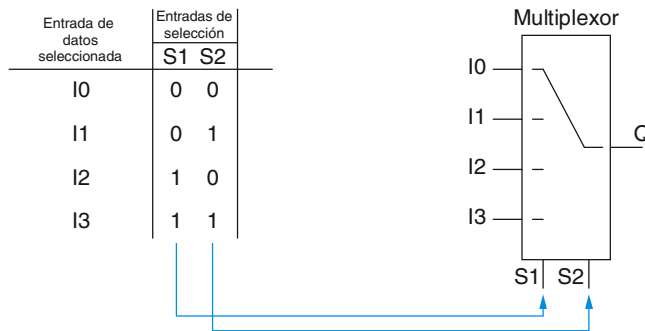 Entrada de
datos
seleccionada
Entradas de
selección
S1 S2
I0 0 0
I1 0 1
I2 1 0
I3 1 1
Multiplexor
I0
I1
I2
I3
Q
S1 S2